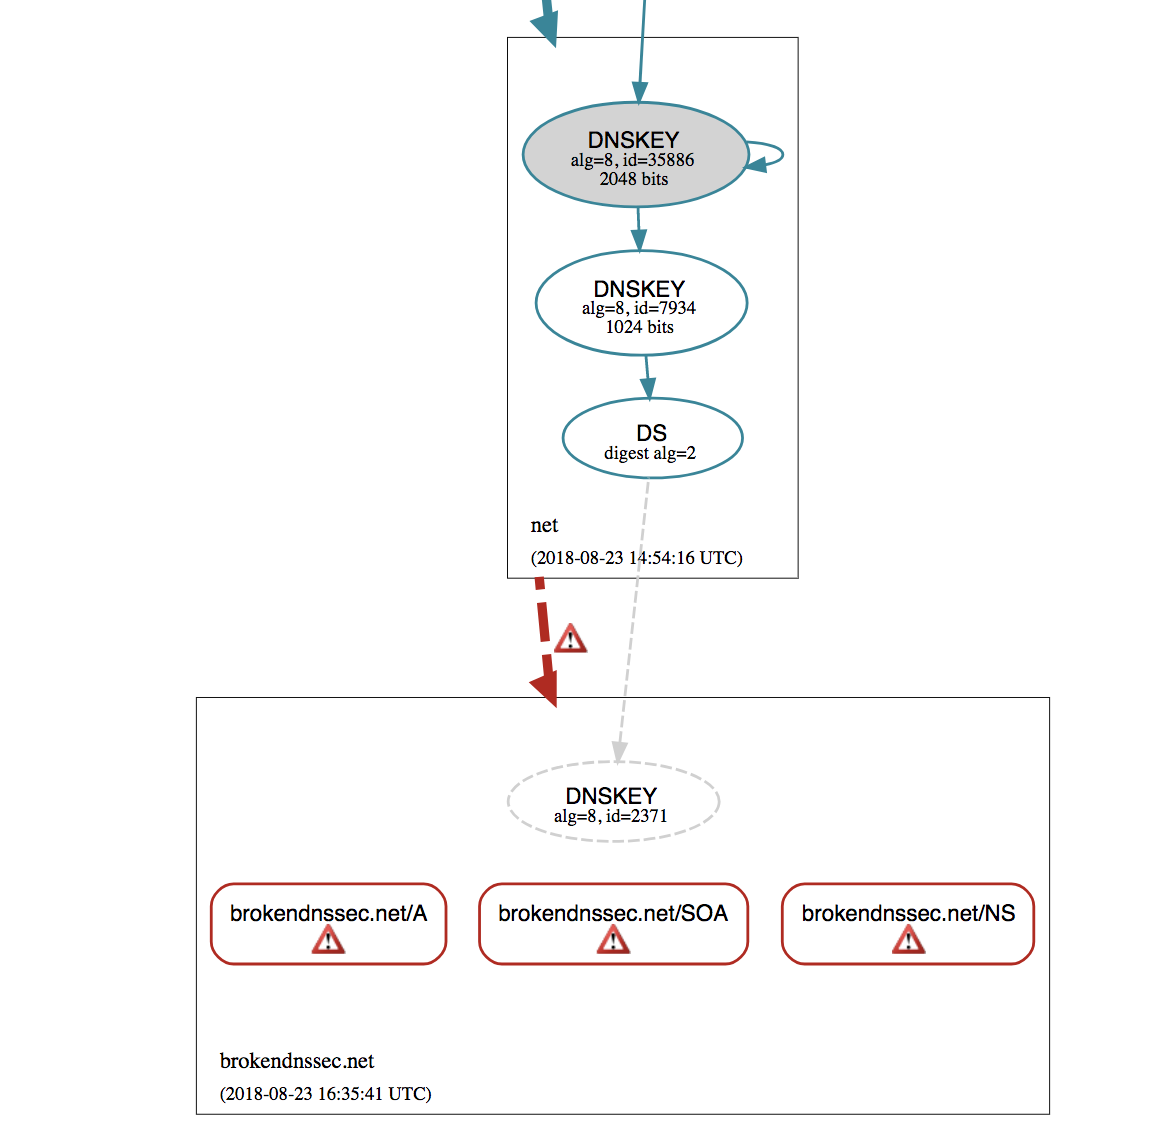 DNSKEY
alg=8, id=35886
2048 bits
DNSKEY
alg=8, id=7934
1024 bits
DS
digest alg=2
net
(2018-08-23 14:54:16 UTC)
DNSKEY
alg=8, id=2371
brokendnssec.net/A
brokendnssec.net/SOA
brokendnssec.net/NS
brokendnssec.net
(2018-08-23 16:35:41 UTC)